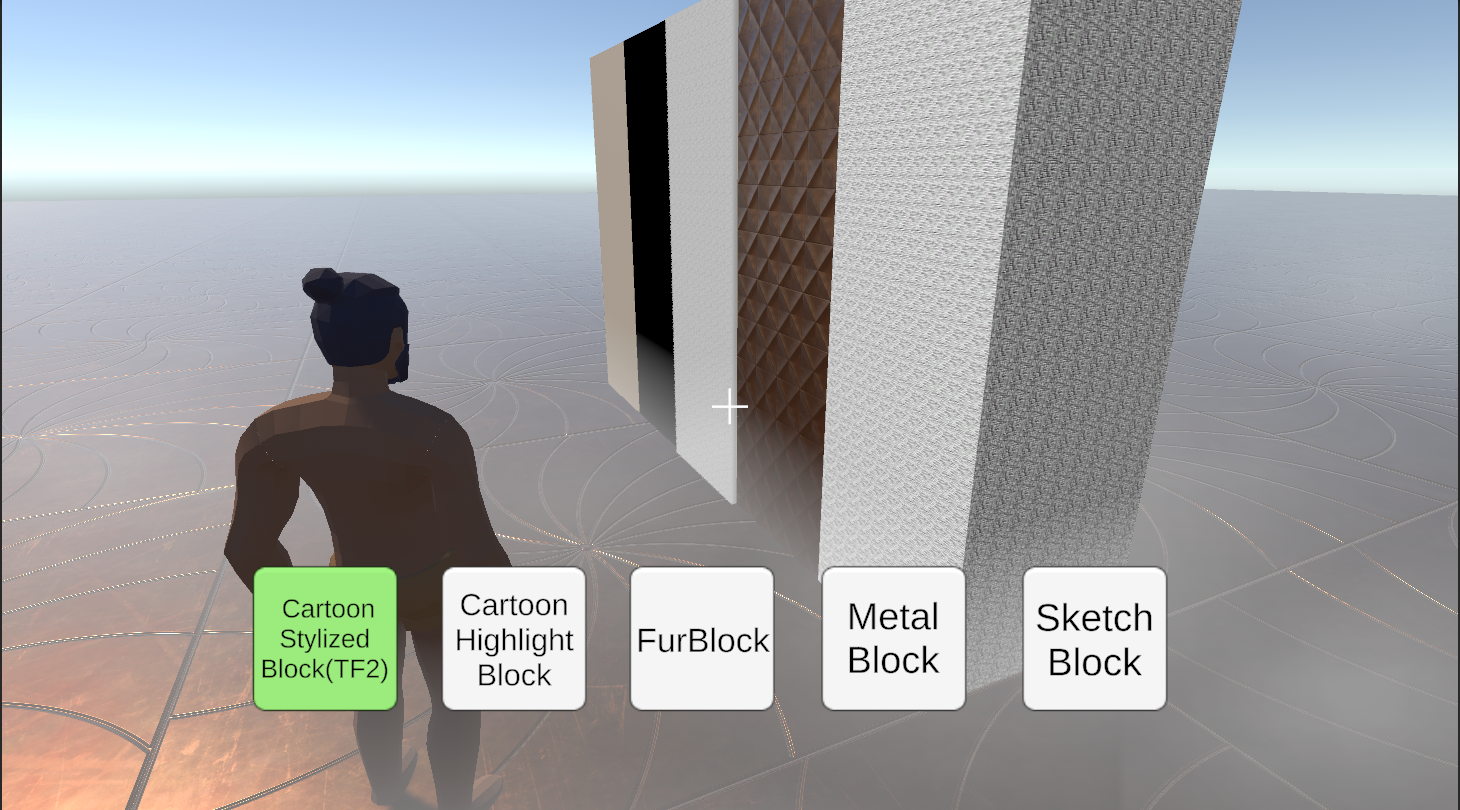 Cartoon
Stylized
Block(TF2)
Cartoon
Highlight
Block
FurBlock
Metal
Block
Sketch
Block